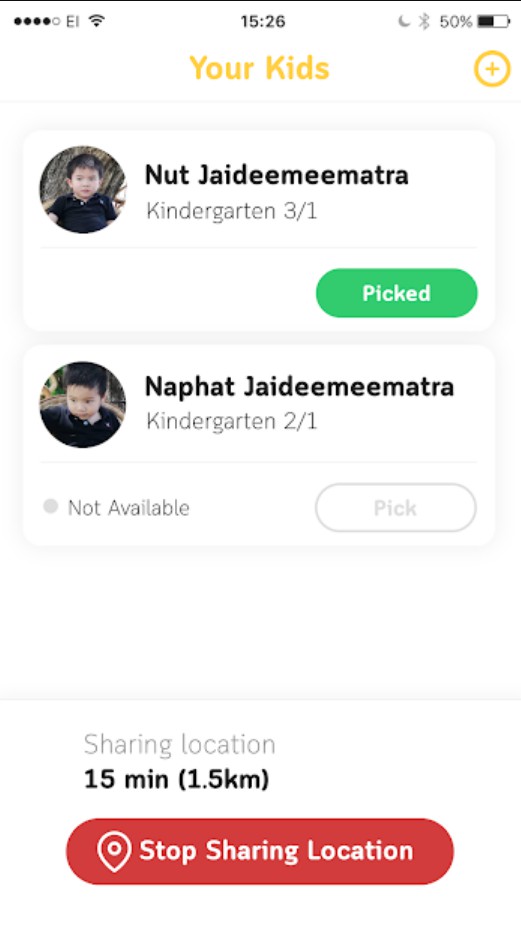 EI 15:26 50%
Your Kids
Nut Jaideemeematra
Kindergarten 3/1
Picked
Naphat Jaideemeematra
Kindergarten 2/1
Not Available Pick
Sharing location
15 min (1.5km)
Stop Sharing Location